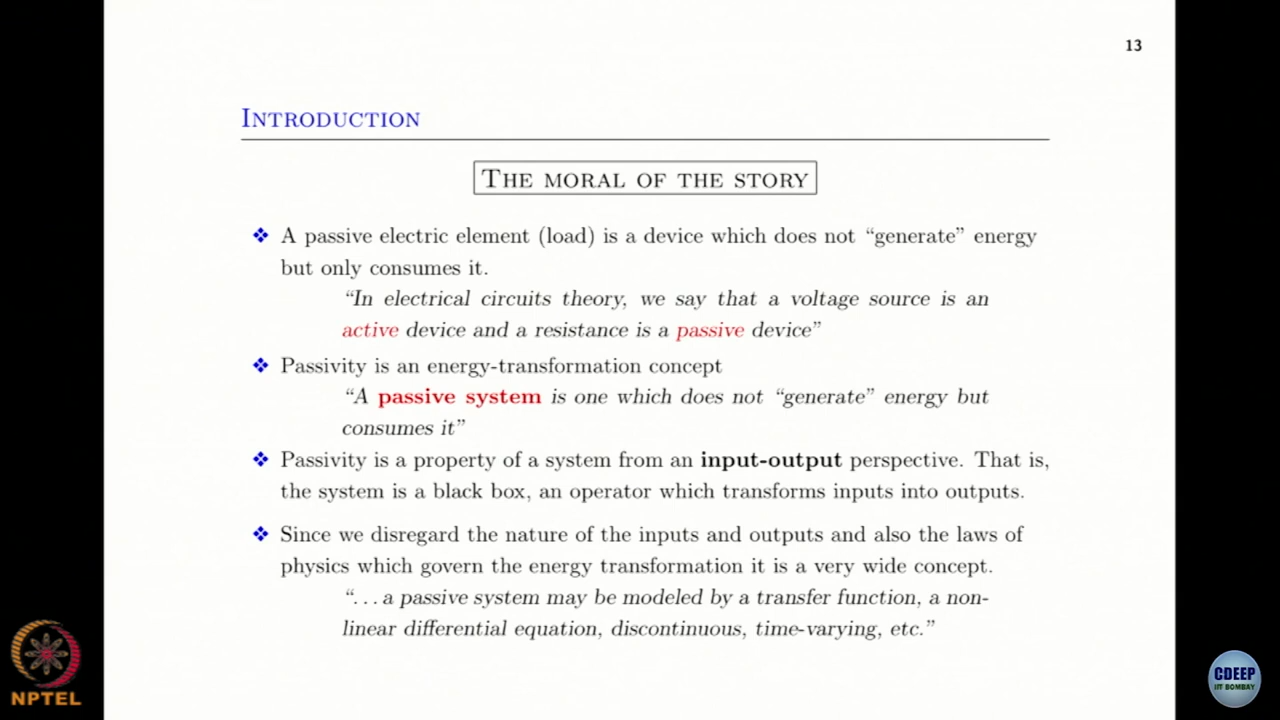 13
INTRODUCTION
THE MORAL OF THE STORY
❖ A passive electric element (load) is a device which does not “generate” energy
but only consumes it.
“In electrical circuits theory, we say that a voltage source is an
active device and a resistance is a passive device”
❖ Passivity is an energy-transformation concept
“A passive system is one which does not “generate” energy but
consumes it”
❖ Passivity is a property of a system from an input-output perspective. That is,
the system is a black box, an operator which transforms inputs into outputs.
❖ Since we disregard the nature of the inputs and outputs and also the laws of
physics which govern the energy transformation it is a very wide concept.
“. . . a passive system may be modeled by a transfer function, a non-
linear differential equation, discontinuous, time-varying, etc.”
NPTEL
CDEEP
IIT BOMBAY